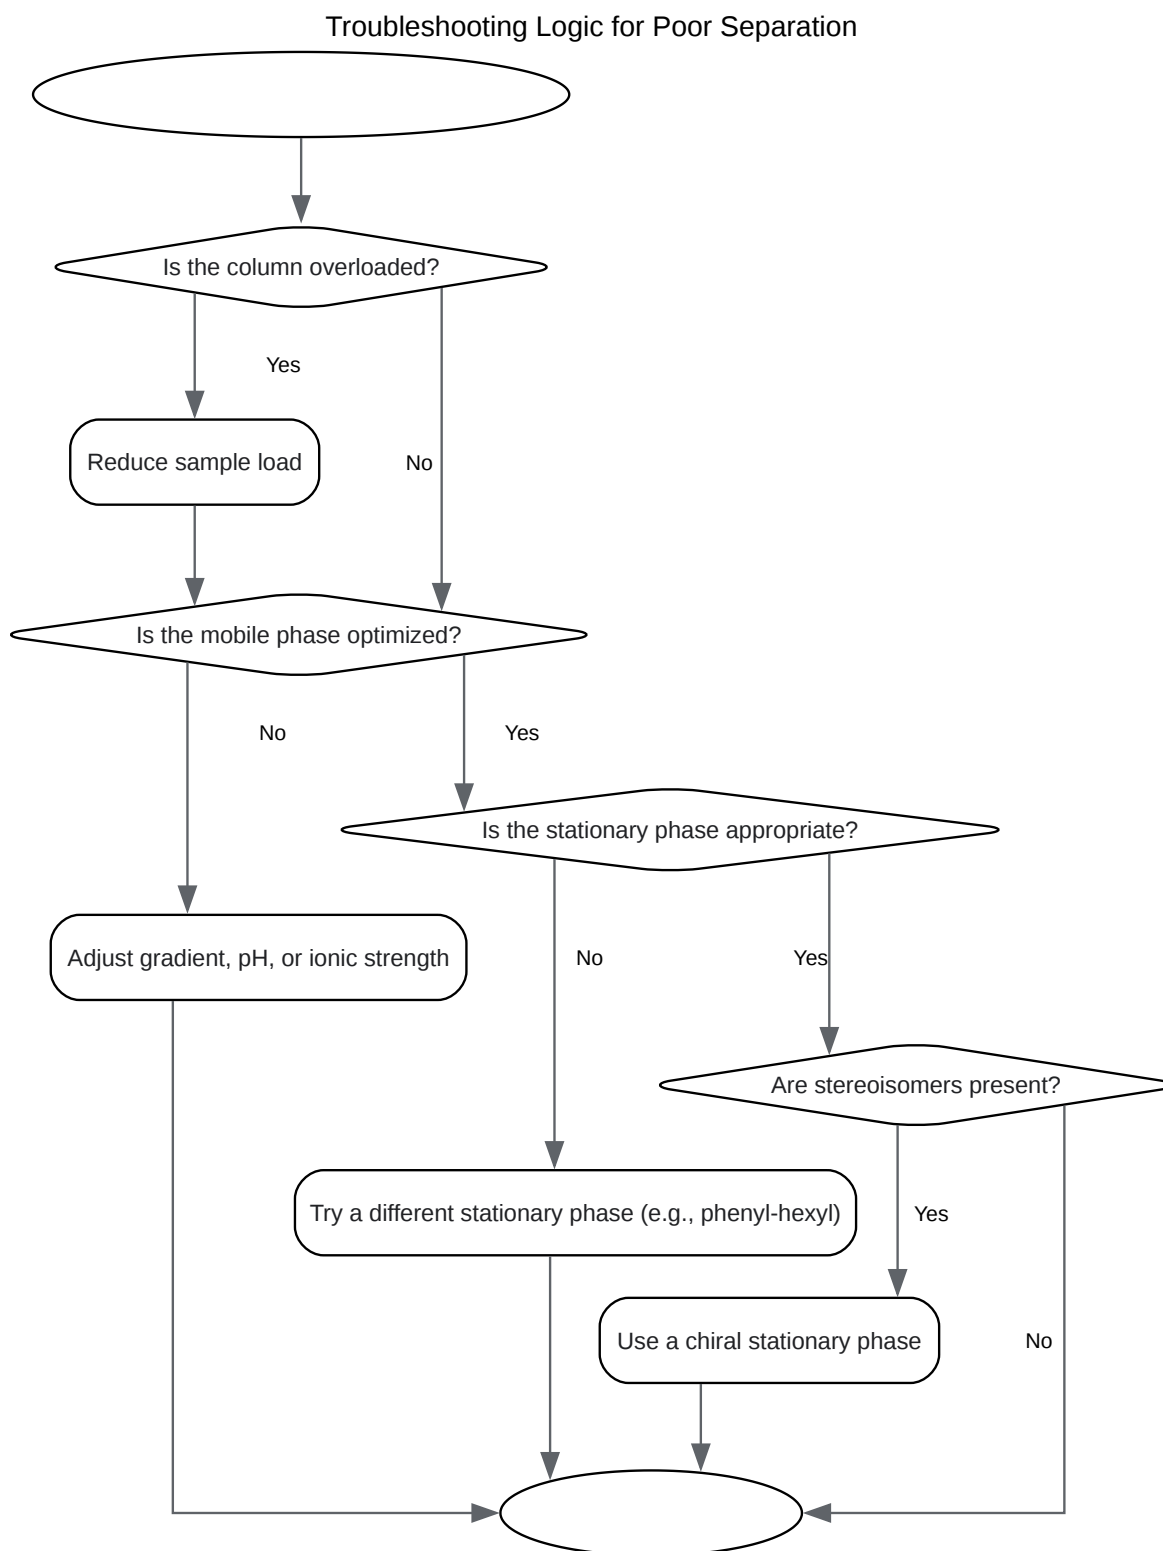 Troubleshooting Logic for Poor Separation
Is the column overloaded?
Yes
Reduce sample load
No
Is the mobile phase optimized?
No
Yes
Is the stationary phase appropriate?
Adjust gradient, pH, or ionic strength
No
Yes
Are stereoisomers present?
Try a different stationary phase (e.g., phenyl-hexyl)
Yes
Use a chiral stationary phase
No